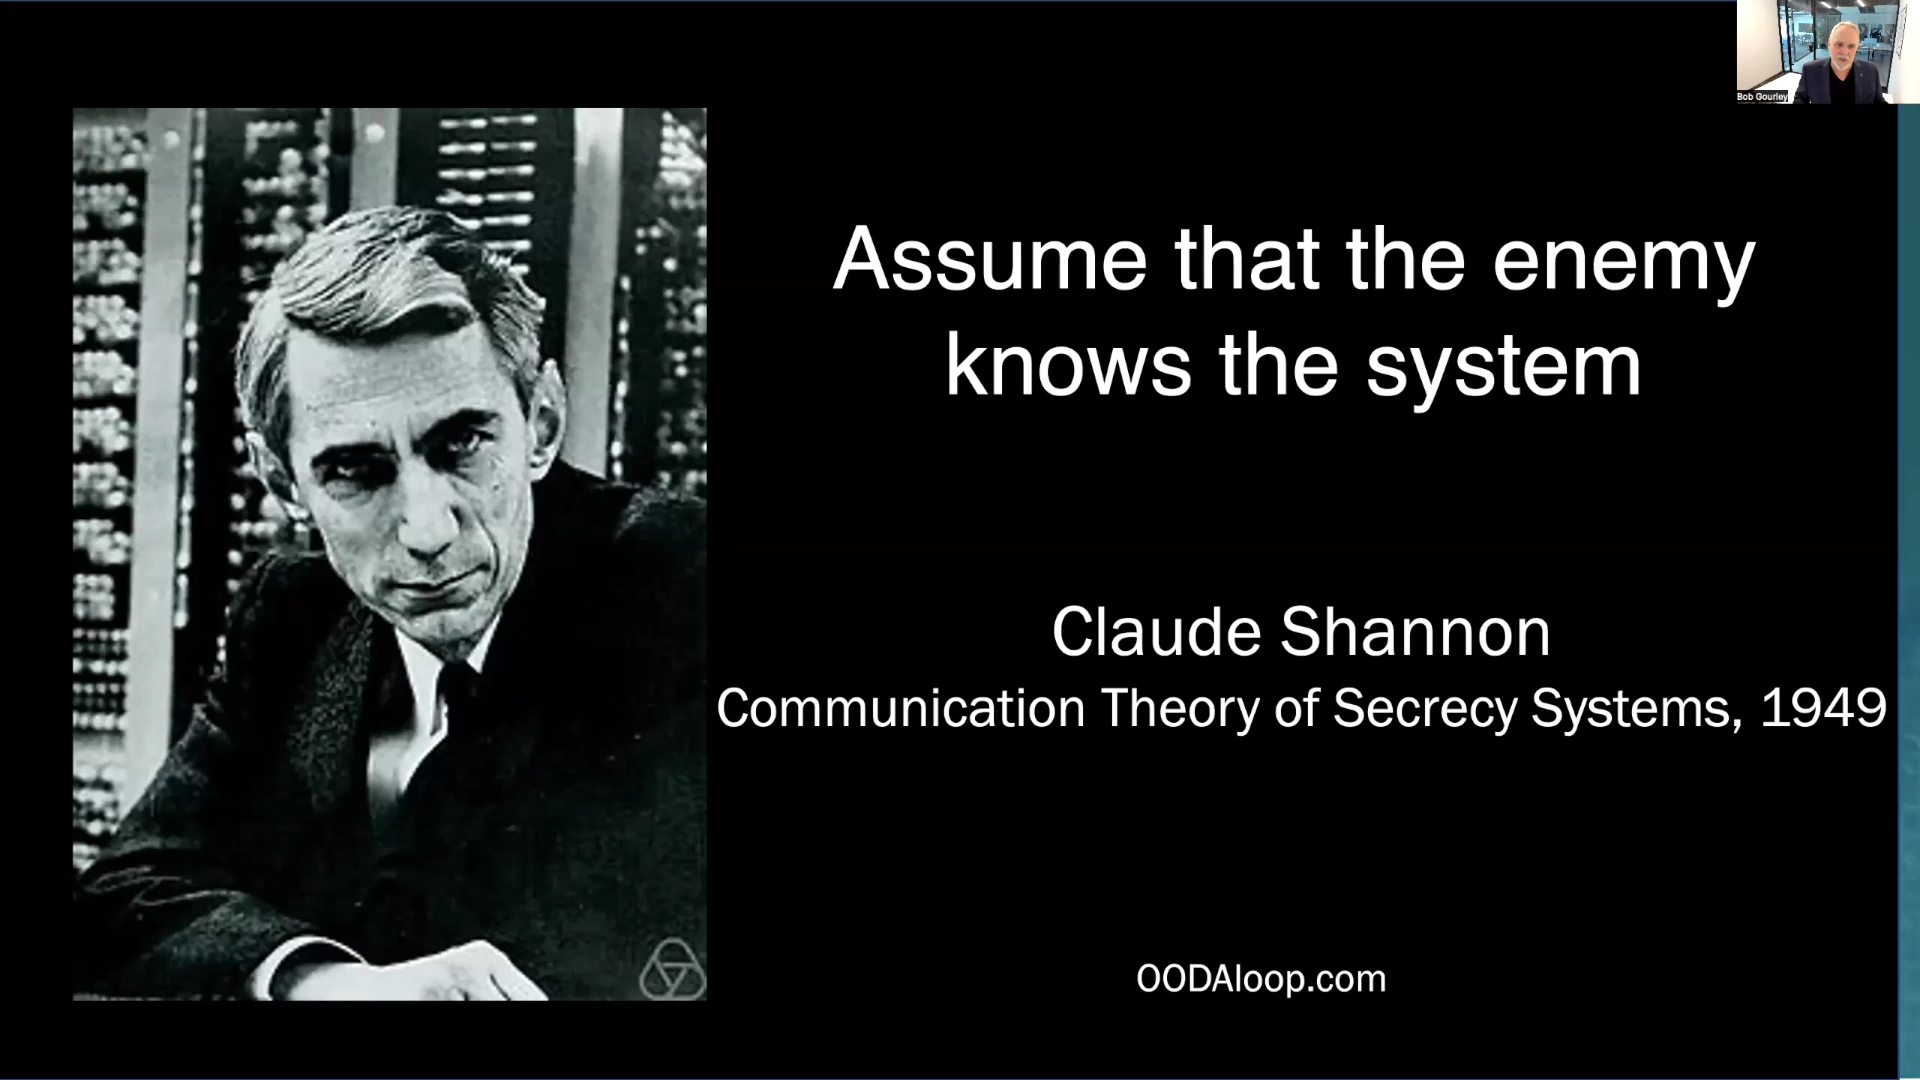 Bob Gourley
Assume that the enemy
knows the system
Claude Shannon
Communication Theory of Secrecy Systems, 1949
OODAloop.com